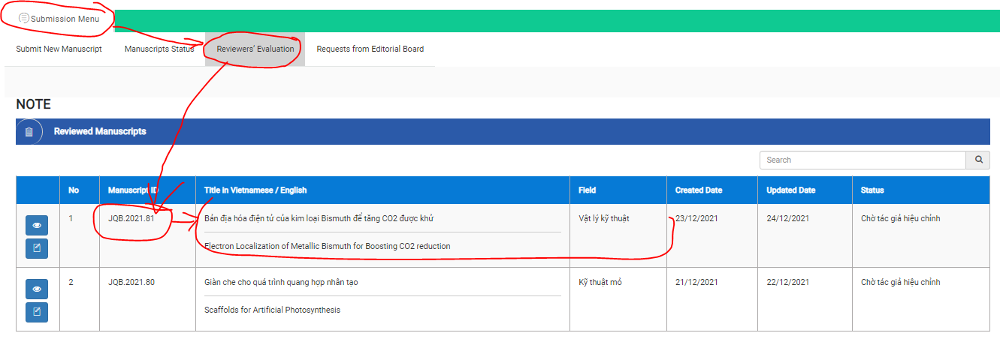 Submission Menu
Submit New Manuscript Manuscripts Status Reviewers' Evaluation Requests from Editorial Board
NOTE
Reviewed Manuscripts
Search
No Manuscript ID Title in Vietnamese / English Field Created Date Updated Date Status
1 JQB.2021.81 Bản địa hóa điện tử của kim loại Bismuth để tăng CO2 được khử Vật lý kỹ thuật 23/12/2021 24/12/2021 Chờ tác giả hiệu chỉnh
Electron Localization of Metallic Bismuth for Boosting CO2 reduction
2 JQB.2021.80 Giàn che cho quá trình quang hợp nhân tạo Kỹ thuật mỏ 21/12/2021 22/12/2021 Chờ tác giả hiệu chỉnh
Scaffolds for Artificial Photosynthesis